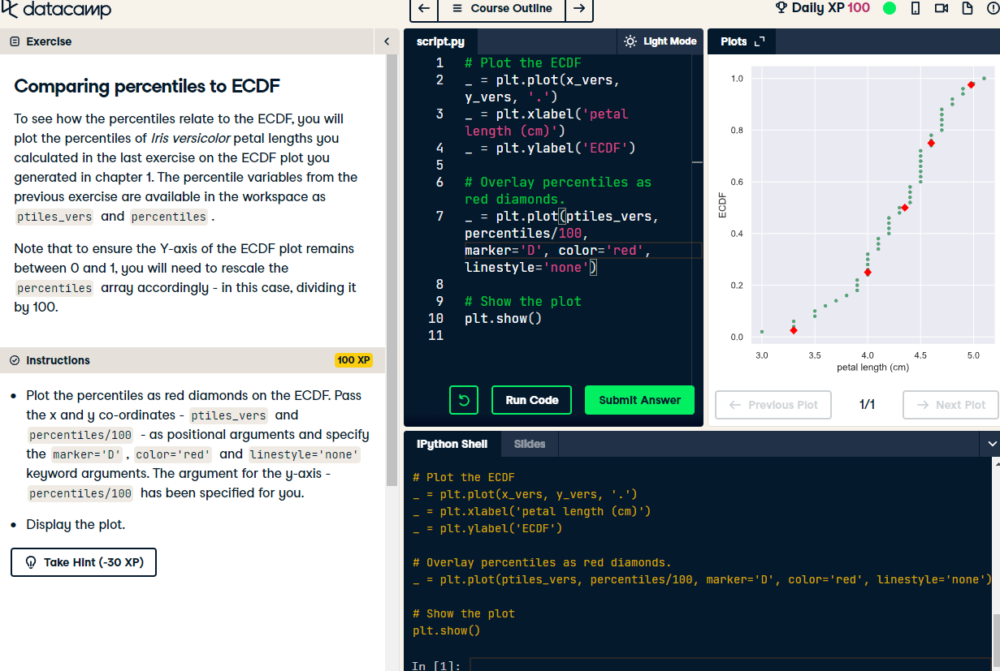 datacamp
Course Outline
Daily XP 100
Exercise
Comparing percentiles to ECDF
To see how the percentiles relate to the ECDF, you will
plot the percentiles of Iris versicolor petal lengths you
calculated in the last exercise on the ECDF plot you
generated in chapter 1. The percentile variables from the
previous exercise are available in the workspace as
ptiles_vers and percentiles .
Note that to ensure the Y-axis of the ECDF plot remains
between 0 and 1, you will need to rescale the
percentiles array accordingly - in this case, dividing it
by 100.
Instructions
100 XP
Plot the percentiles as red diamonds on the ECDF. Pass
the x and y co-ordinates - ptiles_vers and
percentiles/100 - as positional arguments and specify
the marker='D' , color='red' and linestyle='none'
keyword arguments. The argument for the y-axis -
percentiles/100 has been specified for you.
Display the plot.
Take Hint (-30 XP)
script.py
Light Mode
1 # Plot the ECDF
2 _ = plt.plot(x_vers,
y_vers, '.')
3 _ = plt.xlabel('petal
length (cm)')
4 _ = plt.ylabel('ECDF')
5
6 # Overlay percentiles as
red diamonds.
7 _ = plt.plot(ptiles_vers,
percentiles/100,
marker='D', color='red',
linestyle='none')
8
9 # Show the plot
10 plt.show()
11
Run Code
Submit Answer
Plots
1.0
0.8
0.6
0.4
0.2
0.0
ECDF
3.0 3.5 4.0 4.5 5.0
petal length (cm)
Previous Plot
1/1
Next Plot
IPython Shell
Slides
# Plot the ECDF
_ = plt.plot(x_vers, y_vers, '.')
_ = plt.xlabel('petal length (cm)')
_ = plt.ylabel('ECDF')
# Overlay percentiles as red diamonds.
_ = plt.plot(ptiles_vers, percentiles/100, marker='D', color='red', linestyle='none')
# Show the plot
plt.show()
In [1]: